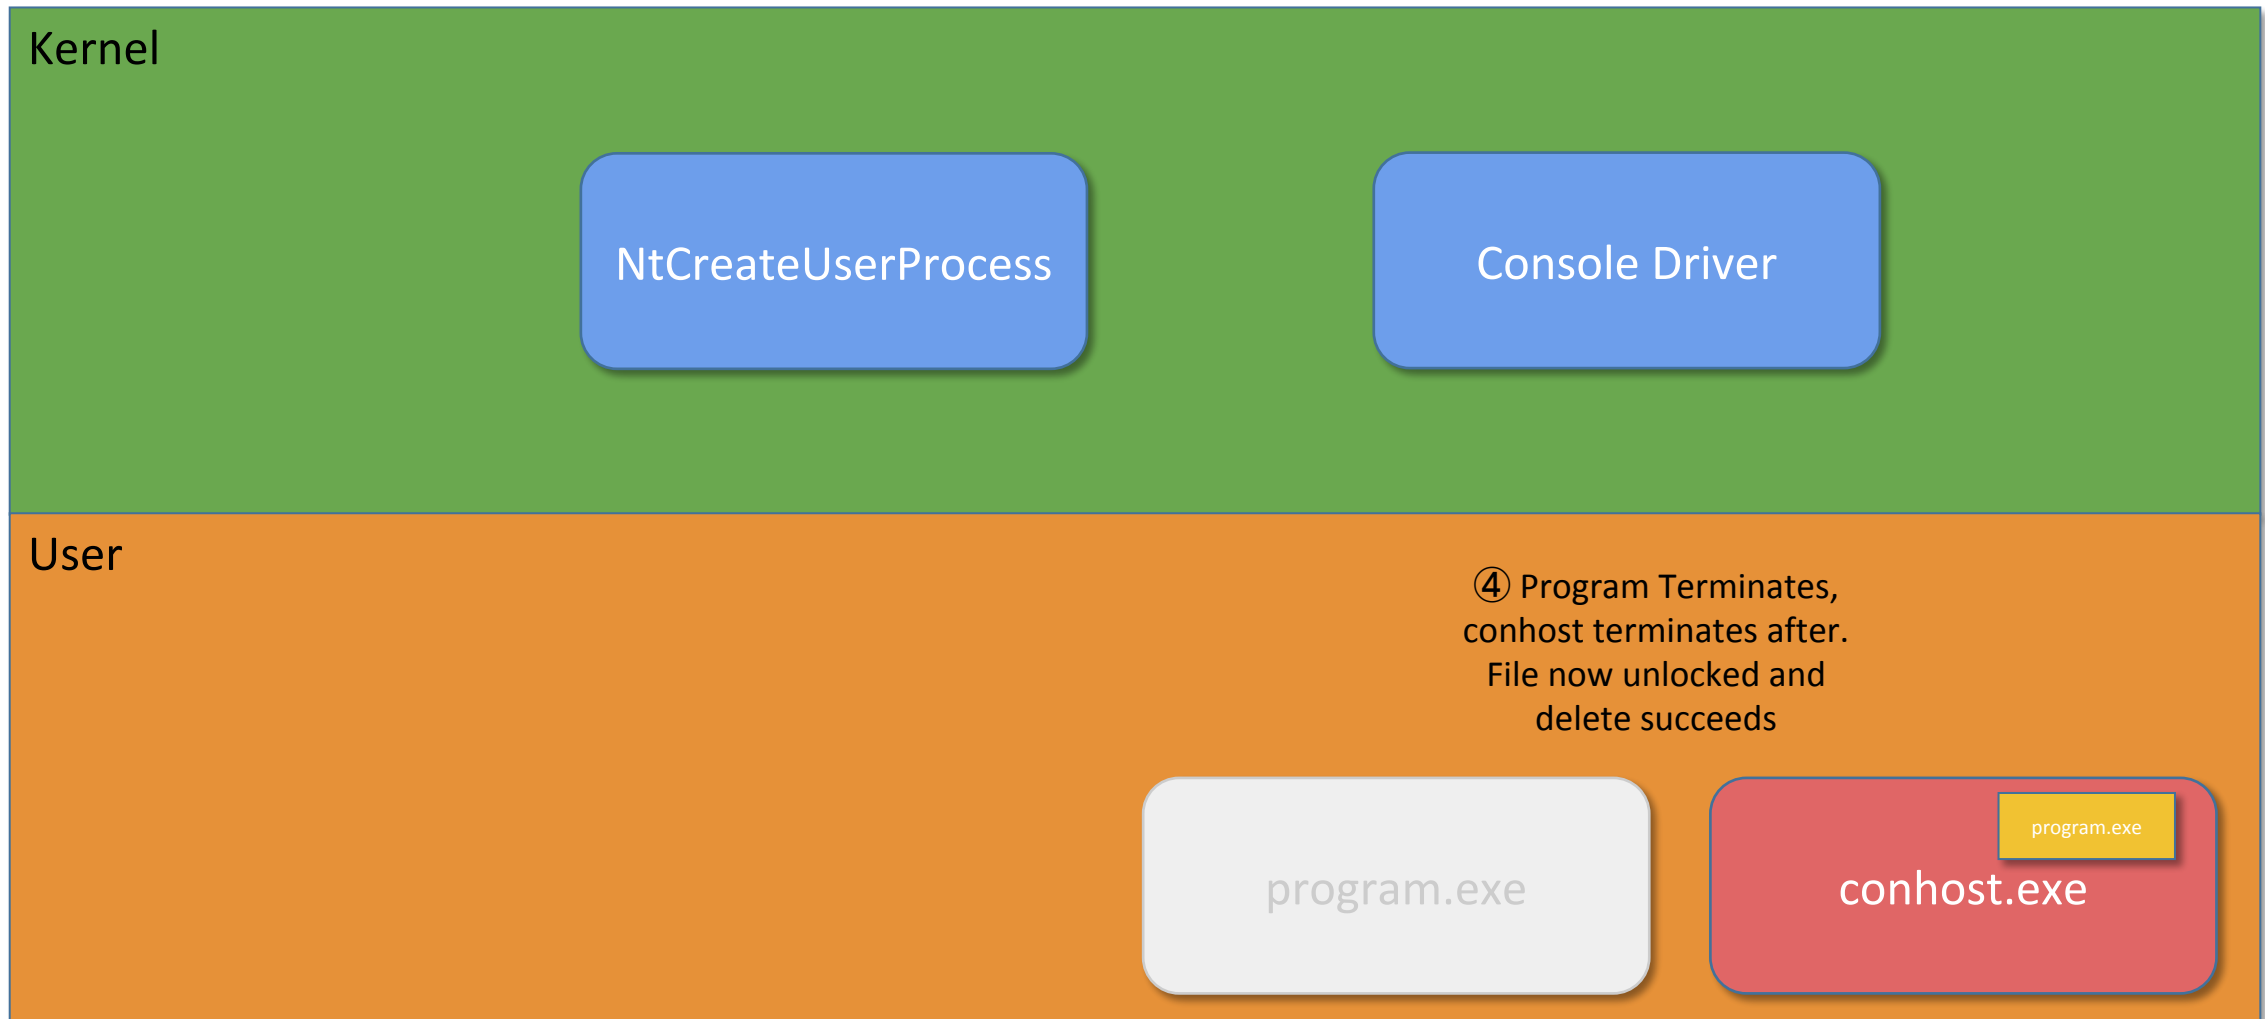 Kernel
NtCreateUserProcess
Console Driver
User
④ Program Terminates,
conhost terminates after.
File now unlocked and
delete succeeds
program.exe
program.exe
conhost.exe